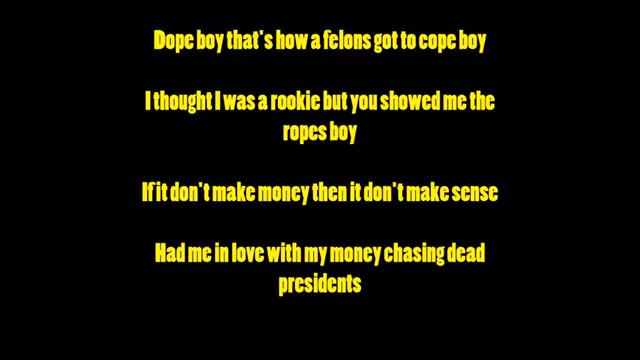 Dope boy that's how a felons got to cope boy
I thought I was a rookie but you showed me the
ropes boy
If it don't make money then it don't make sense
Had me in love with my money chasing dead
presidents